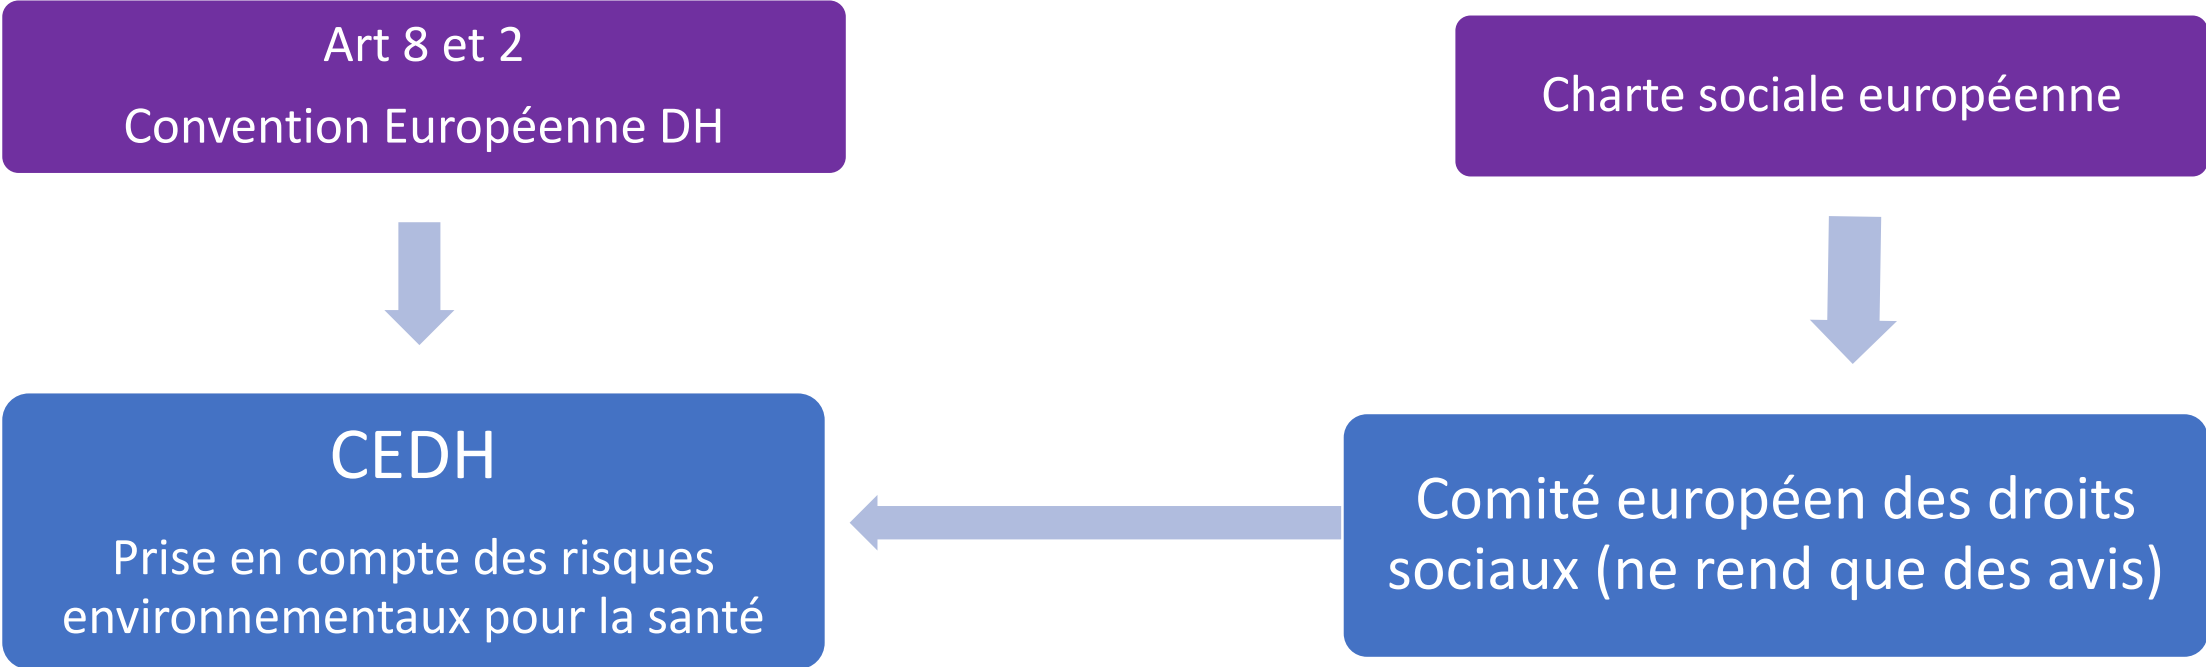 Art 8 et 2
Convention Européenne DH
Charte sociale européenne
CEDH
Prise en compte des risques
environnementaux pour la santé
Comité européen des droits
sociaux (ne rend que des avis)